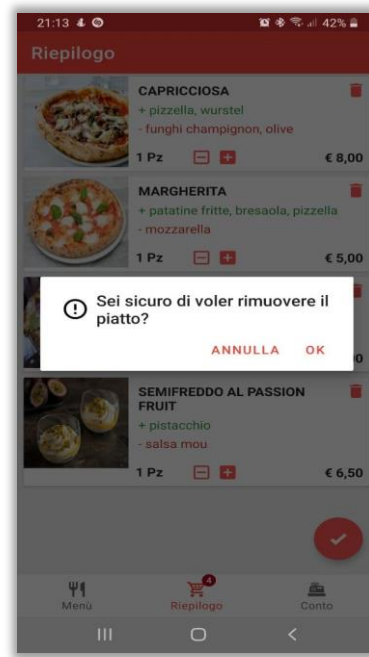 21:13 42%
Riepilogo
CAPRICCIOSA
+ pizzella, wurstel
- funghi champignon, olive
1 Pz € 8,00
MARGHERITA
+ patatine fritte, bresaola, pizzella
- mozzarella
1 Pz € 5,00
Sei sicuro di voler rimuovere il
piatto?
ANNULLA OK
SEMIFREDDO AL PASSION
FRUIT
+ pistacchio
- salsa mou
1 Pz € 6,50
4
Menù Riepilogo Conto